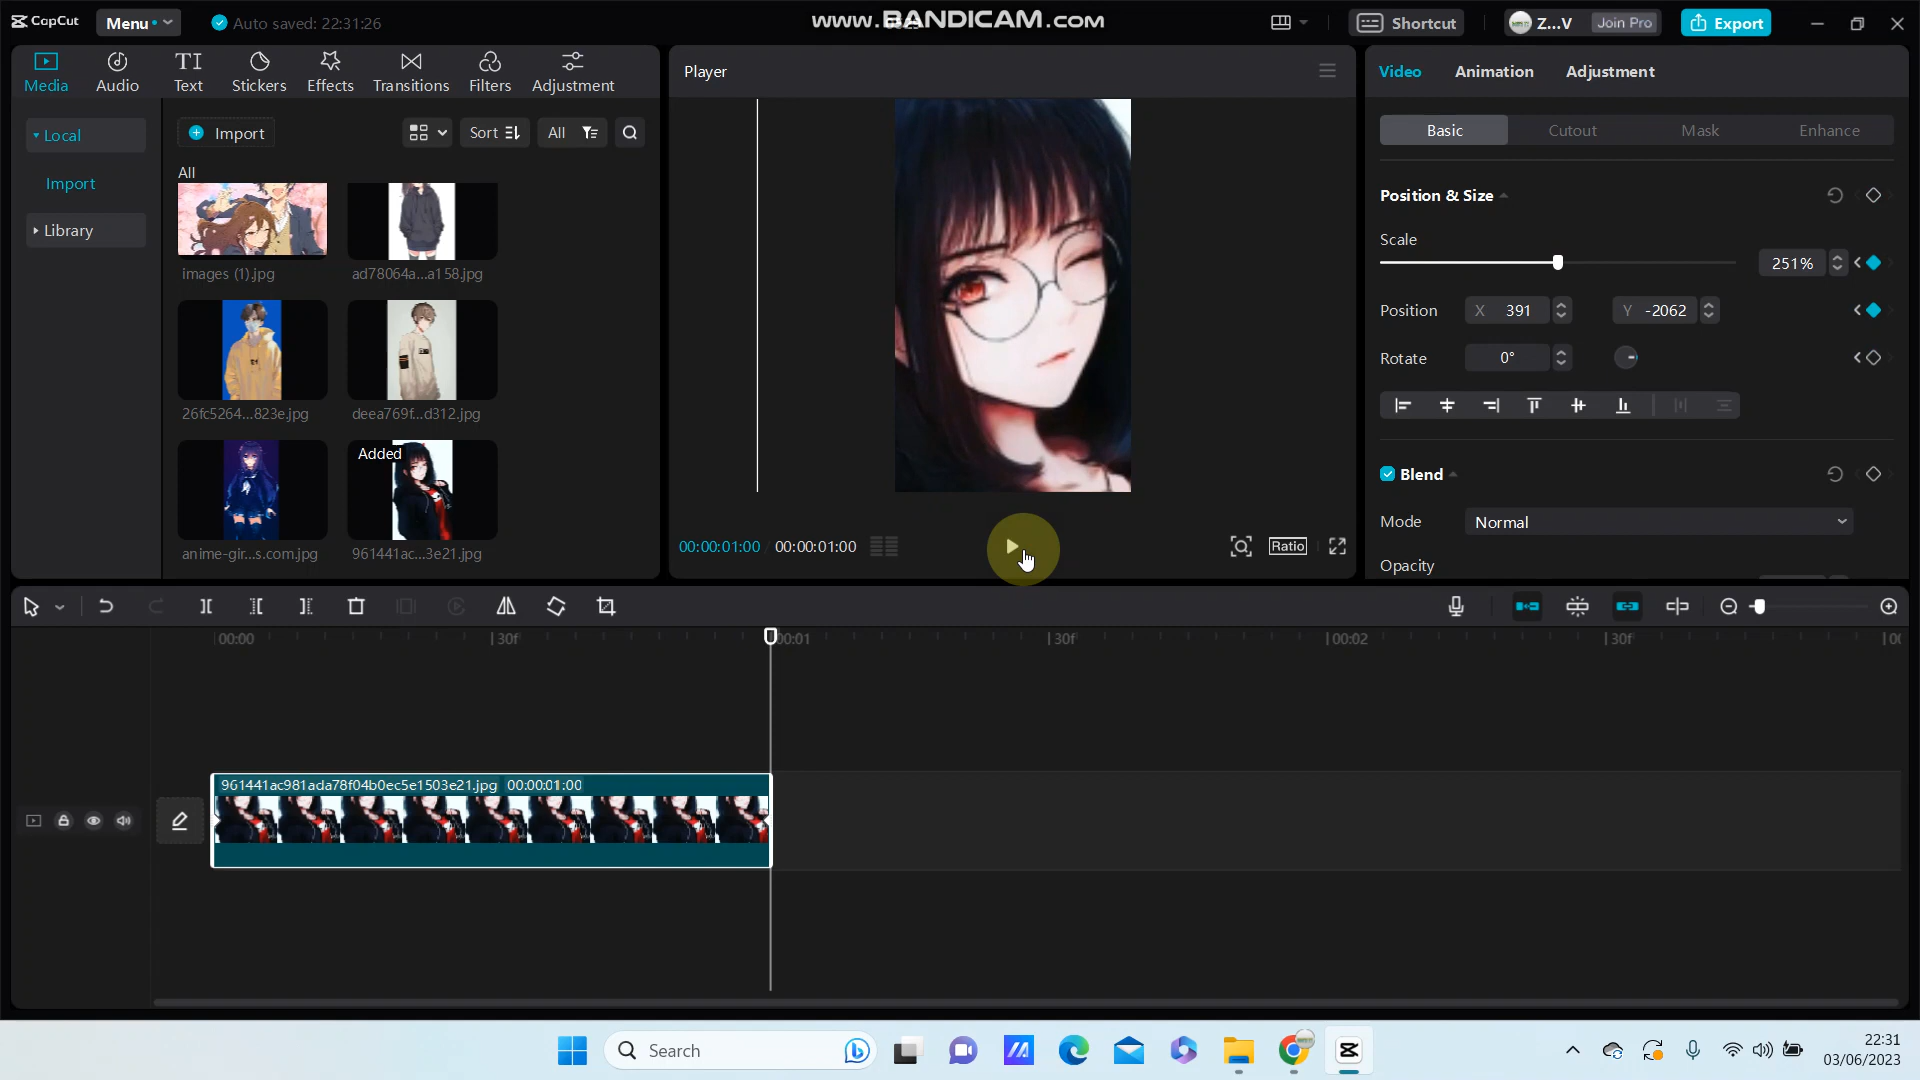 CapCut
Menu
Auto saved: 22:31:26
www.BANDICAM.com
Shortcut
Z...V
Join Pro
Export
Media
Audio
TI
Text
Stickers
Effects
Transitions
Filters
Adjustment
Player
Video
Animation
Adjustment
Local
Import
Library
Import
Sort
All
All
images (1).jpg
ad78064a...a158.jpg
26fc5264...823e.jpg
deea769f...d312.jpg
Added
anime-gir...s.com.jpg
961441ac...3e21.jpg
00:00:01:00
00:00:01:00
Ratio
Basic
Cutout
Mask
Enhance
Position & Size
Scale
251%
Position
X 391
Y -2062
Rotate
0°
Blend
Mode
Normal
Opacity
00:00
30f
00:01
30f
00:02
30f
961441ac981ada78f04b0ec5e1503e21.jpg 00:00:01:00
Search
22:31
03/06/2023